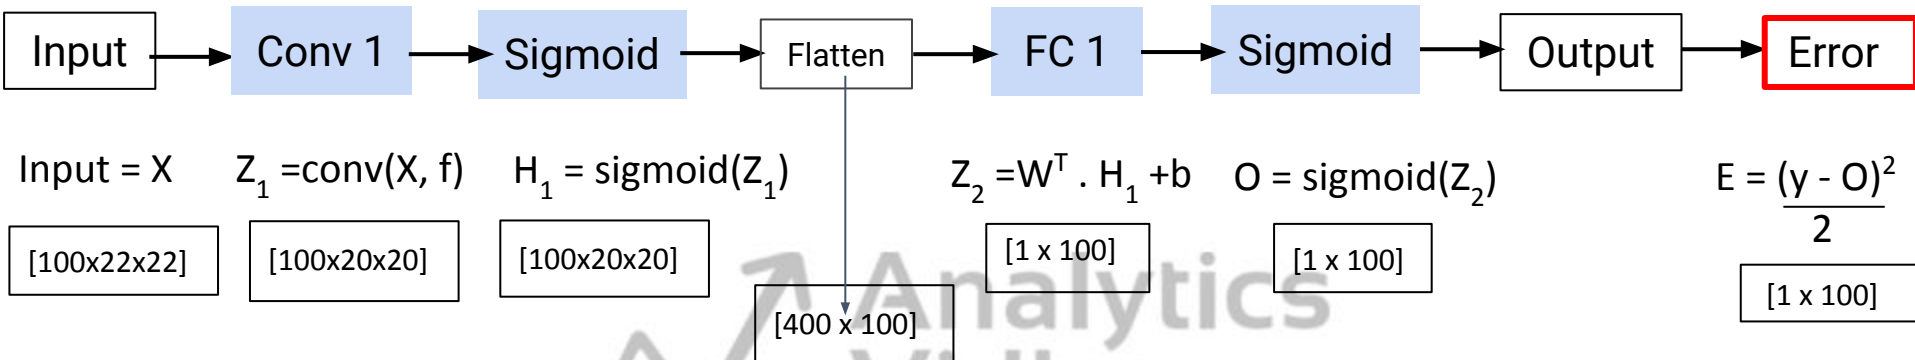 Input Conv 1 Sigmoid Flatten FC 1 Sigmoid Output Error
Input = X Z₁ =conv(X, f) H₁ = sigmoid(Z₁) Z₂ =Wᵀ . H₁ +b O = sigmoid(Z₂) E = (y - O)²
2
[100x22x22] [100x20x20] [100x20x20] [1 x 100] [1 x 100]
[1 x 100]
[400 x 100]
Analytics